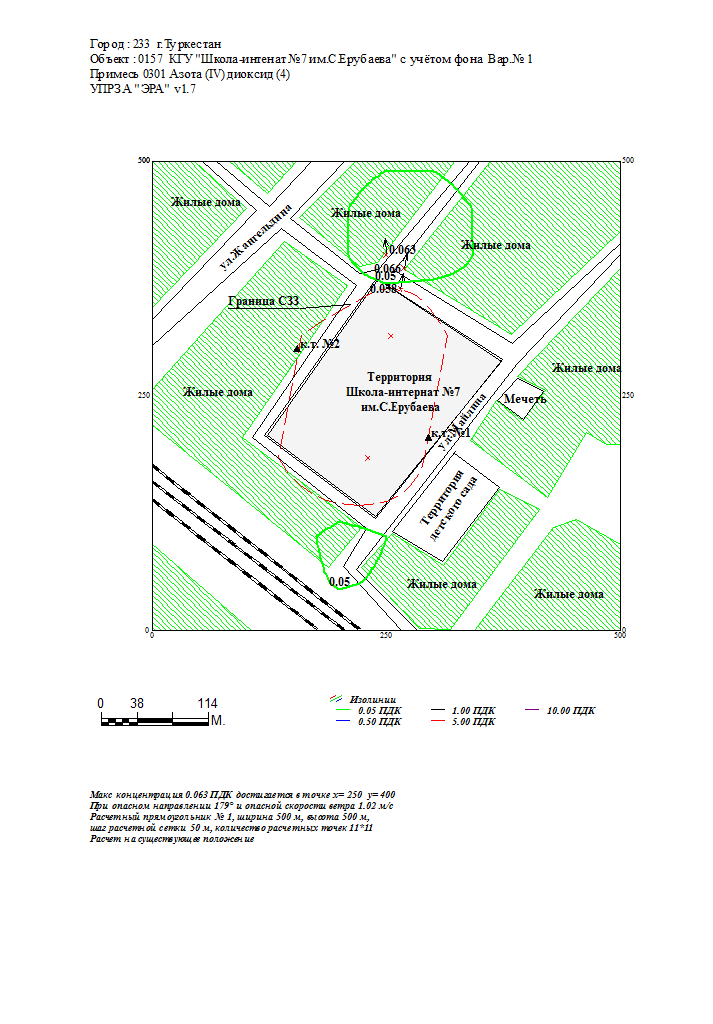 Город : 233 г.Туркестан
Объект : 0157 КГУ "Школа-интенат №7 им.С.Ерубаева" с учётом фона Вар.№ 1
Примесь 0301 Азота (IV) диоксид (4)
УПРЗА "ЭРА" v1.7
500
500
Жилые дома
Жилые дома
ул.Жангельдина
Жилые дома
0.063
0.066
0.05
0.058
Граница СЗЗ
к.т. №2
Жилые дома
Территория
Школа-интернат №7
им.С.Ерубаева
250
250
Жилые дома
Мечеть
ул.Майлина
к.т.№1
Территория
детского сада
0.05
Жилые дома
Жилые дома
0
0
0
250
500
0 38 114
М.
Изолинии
0.05 ПДК 1.00 ПДК 10.00 ПДК
0.50 ПДК 5.00 ПДК
Макс концентрация 0.063 ПДК достигается в точке x= 250 y= 400
При опасном направлении 179° и опасной скорости ветра 1.02 м/с
Расчетный прямоугольник № 1, ширина 500 м, высота 500 м,
шаг расчетной сетки 50 м, количество расчетных точек 11*11
Расчет на существующее положение